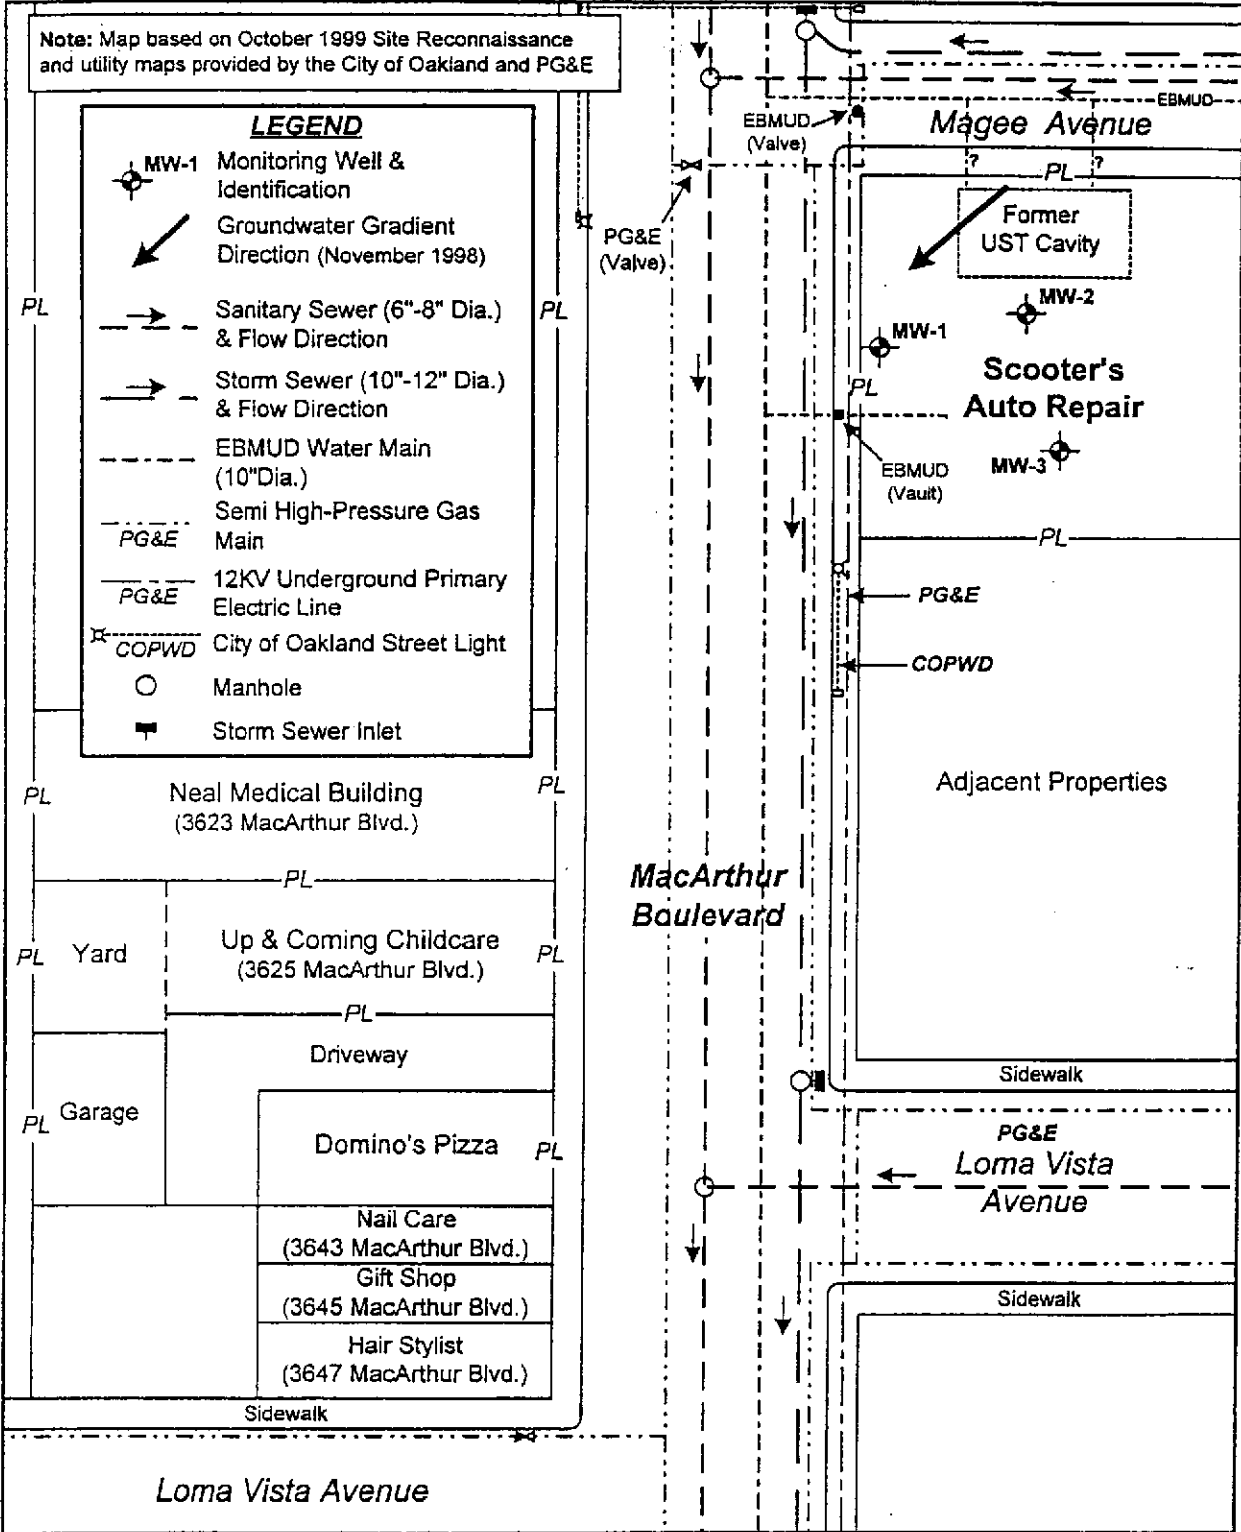 Note: Map based on October 1999 Site Reconnaissance
and utility maps provided by the City of Oakland and PG&E
LEGEND
MW-1 Monitoring Well &
Identification
Groundwater Gradient
Direction (November 1998)
Sanitary Sewer (6"-8" Dia.)
& Flow Direction
Storm Sewer (10"-12" Dia.)
& Flow Direction
EBMUD Water Main
(10"Dia.)
Semi High-Pressure Gas
Main
PG&E
12KV Underground Primary
Electric Line
PG&E
City of Oakland Street Light
COPWD
Manhole
Storm Sewer Inlet
PL
PL
EBMUD
EBMUD
(Valve)
Magee Avenue
? ?
PL
PG&E
(Valve)
Former
UST Cavity
MW-2
MW-1
Scooter's
Auto Repair
PL
MW-3
EBMUD
(Vault)
PL
PG&E
COPWD
Adjacent Properties
PL
Neal Medical Building
(3623 MacArthur Blvd.)
PL
PL
MacArthur
Boulevard
PL
Yard
Up & Coming Childcare
(3625 MacArthur Blvd.)
PL
PL
Driveway
Garage
PL
Domino's Pizza
PL
Sidewalk
PG&E
Loma Vista
Avenue
Nail Care
(3643 MacArthur Blvd.)
Gift Shop
(3645 MacArthur Blvd.)
Hair Stylist
(3647 MacArthur Blvd.)
Sidewalk
Sidewalk
Loma Vista Avenue